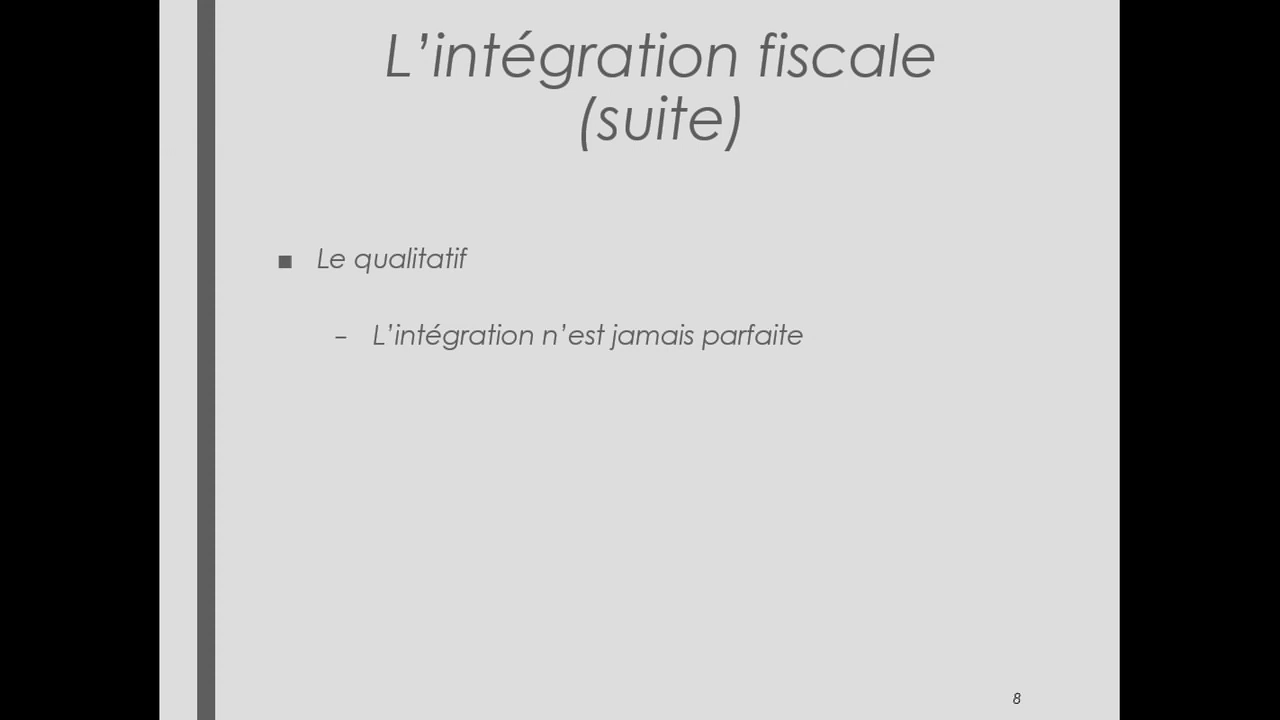 L’intégration fiscale
(suite)
■ Le qualitatif
– L’intégration n’est jamais parfaite
8